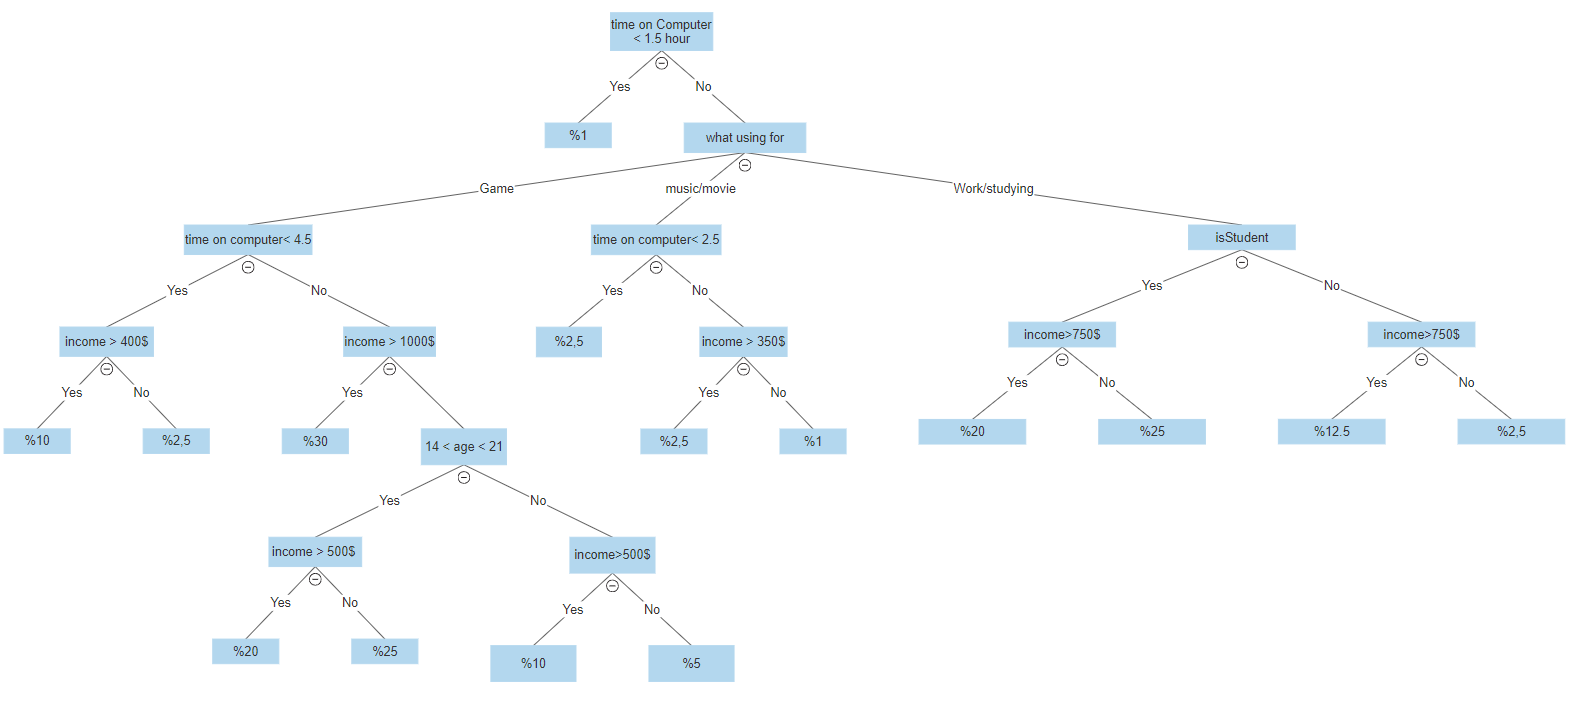 time on Computer
< 1.5 hour
Yes
No
%1
what using for
Game
music/movie
Work/studying
time on computer< 4.5
time on computer< 2.5
isStudent
Yes
No
Yes
No
Yes
No
income > 400$
income > 1000$
%2,5
income > 350$
income>750$
income>750$
Yes
No
Yes
Yes
No
Yes
No
Yes
No
%10
%2,5
%30
14 < age < 21
%2,5
%1
%20
%25
%12.5
%2,5
Yes
No
income > 500$
income>500$
Yes
No
Yes
No
%20
%25
%10
%5